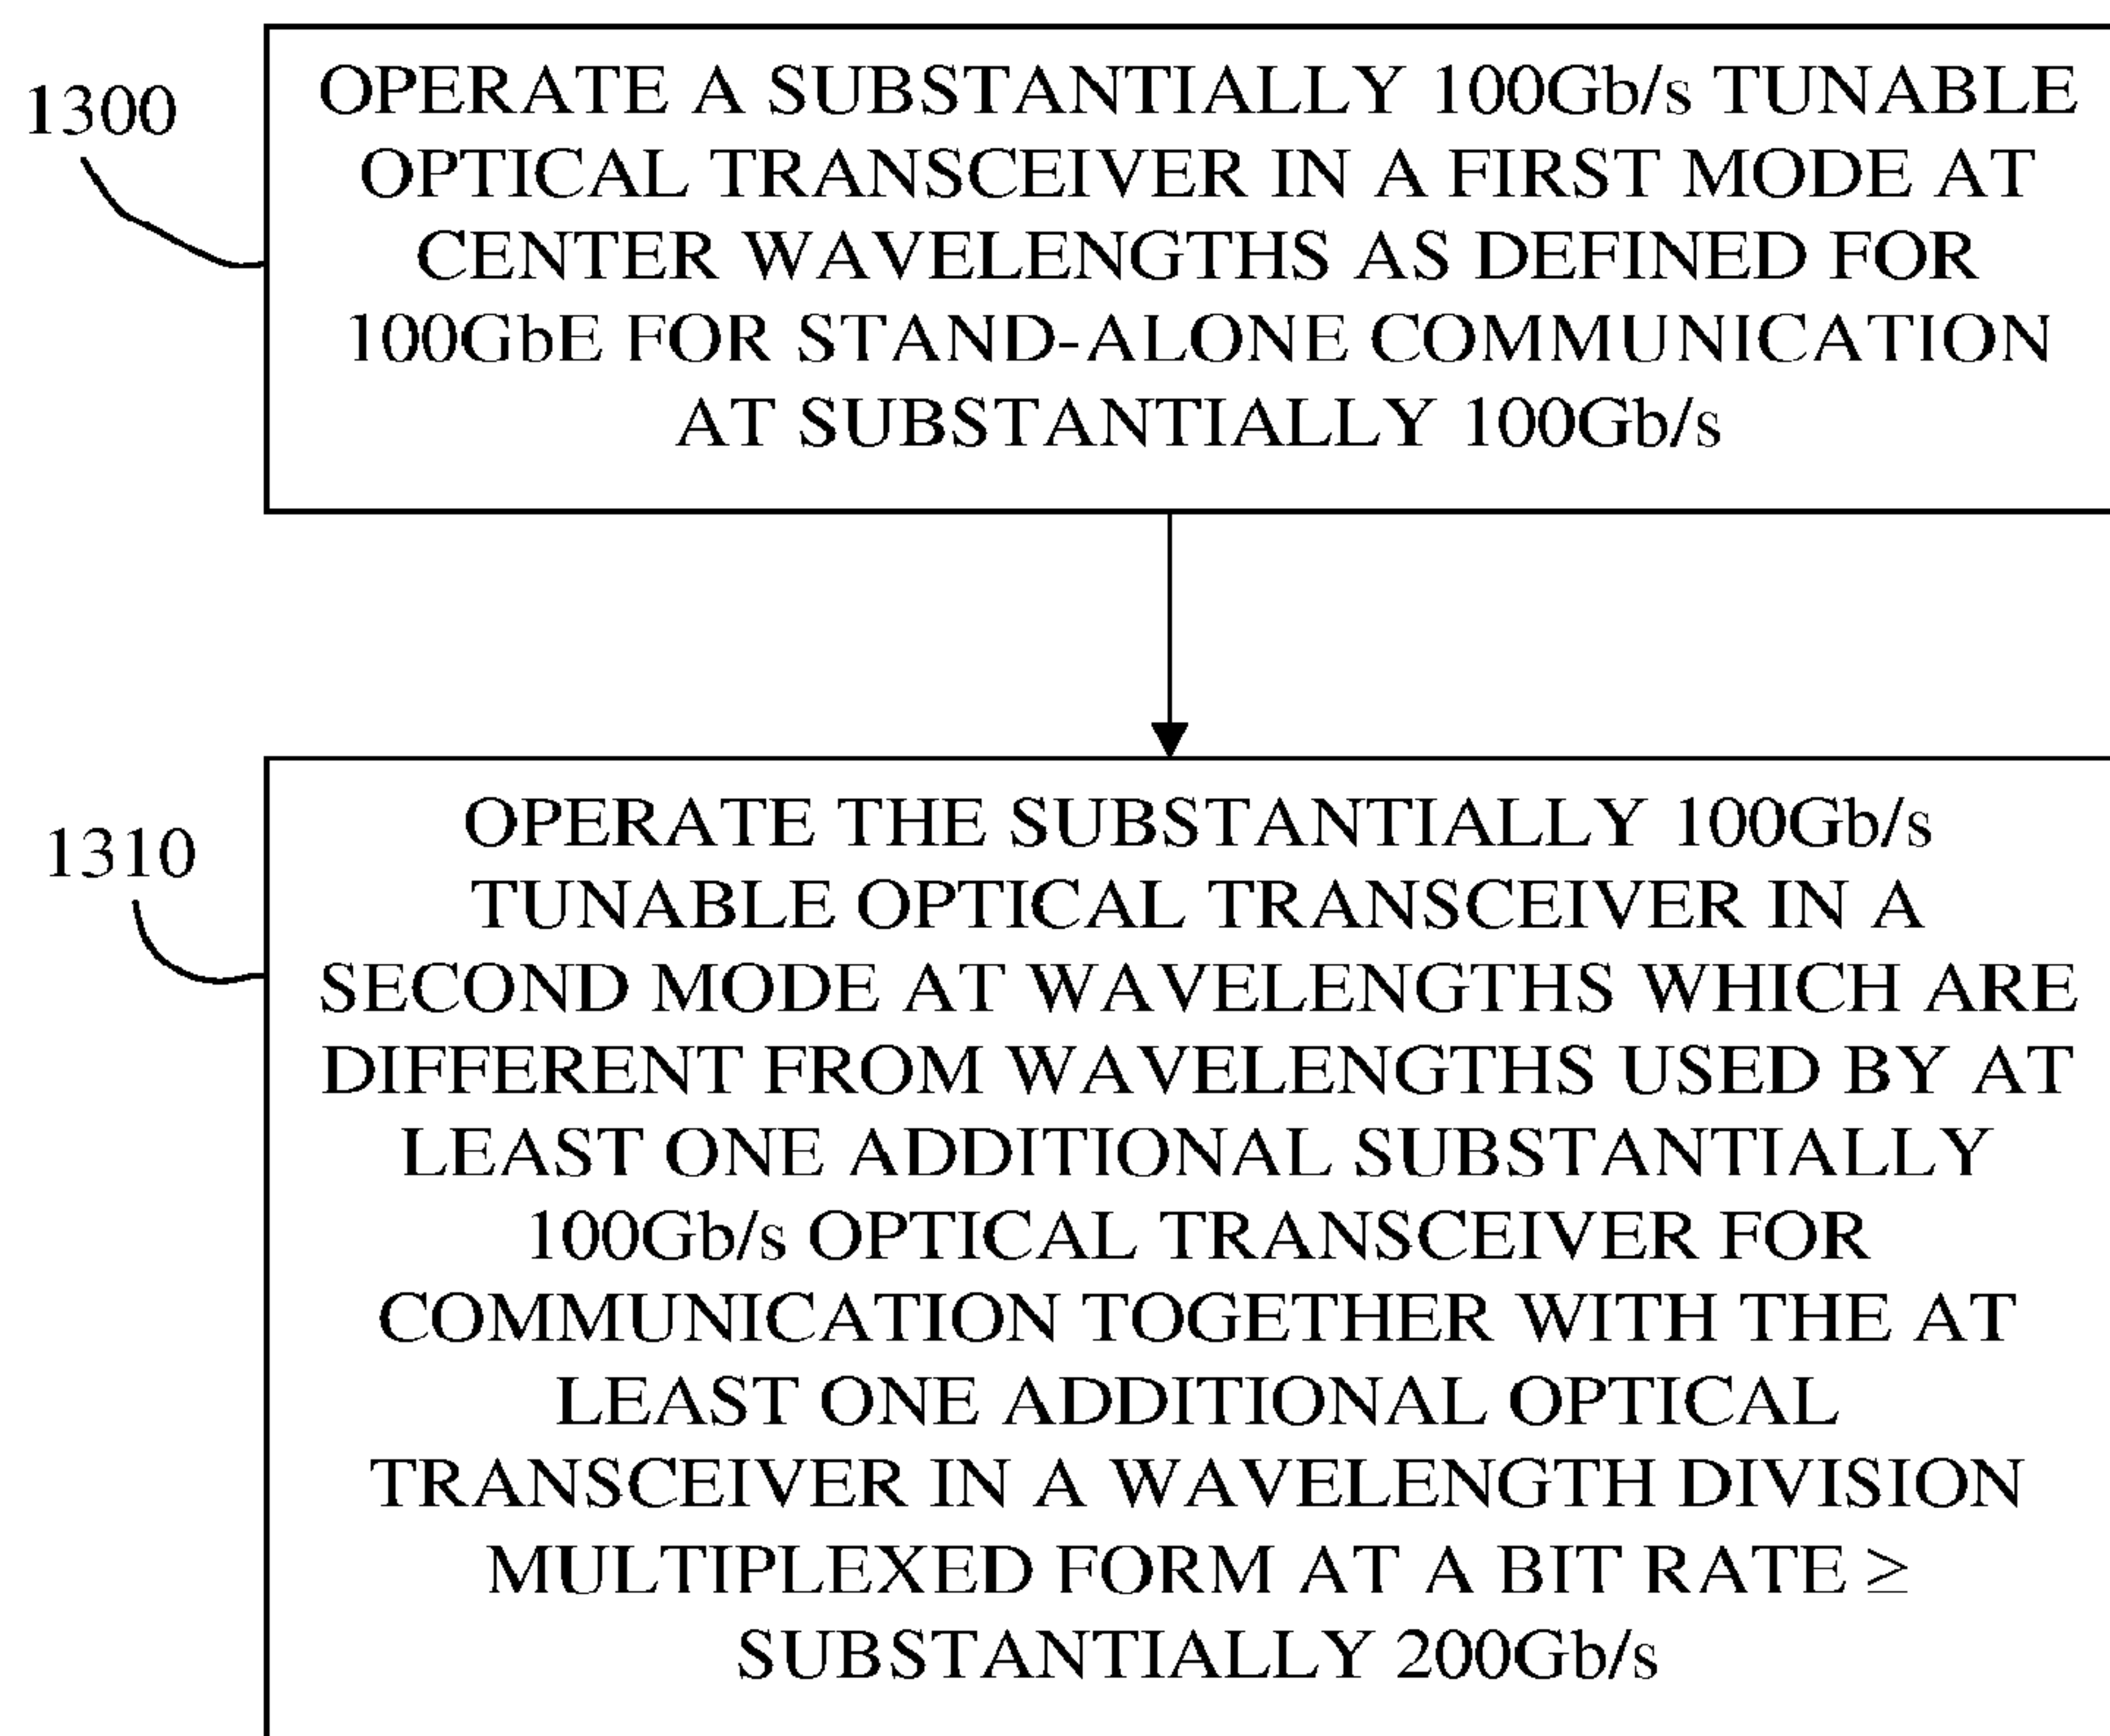 1300
OPERATE A SUBSTANTIALLY 100Gb/s TUNABLE
OPTICAL TRANSCEIVER IN A FIRST MODE AT
CENTER WAVELENGTHS AS DEFINED FOR
100GbE FOR STAND-ALONE COMMUNICATION
AT SUBSTANTIALLY 100Gb/s
1310
OPERATE THE SUBSTANTIALLY 100Gb/s
TUNABLE OPTICAL TRANSCEIVER IN A
SECOND MODE AT WAVELENGTHS WHICH ARE
DIFFERENT FROM WAVELENGTHS USED BY AT
LEAST ONE ADDITIONAL SUBSTANTIALLY
100Gb/s OPTICAL TRANSCEIVER FOR
COMMUNICATION TOGETHER WITH THE AT
LEAST ONE ADDITIONAL OPTICAL
TRANSCEIVER IN A WAVELENGTH DIVISION
MULTIPLEXED FORM AT A BIT RATE ≥
SUBSTANTIALLY 200Gb/s